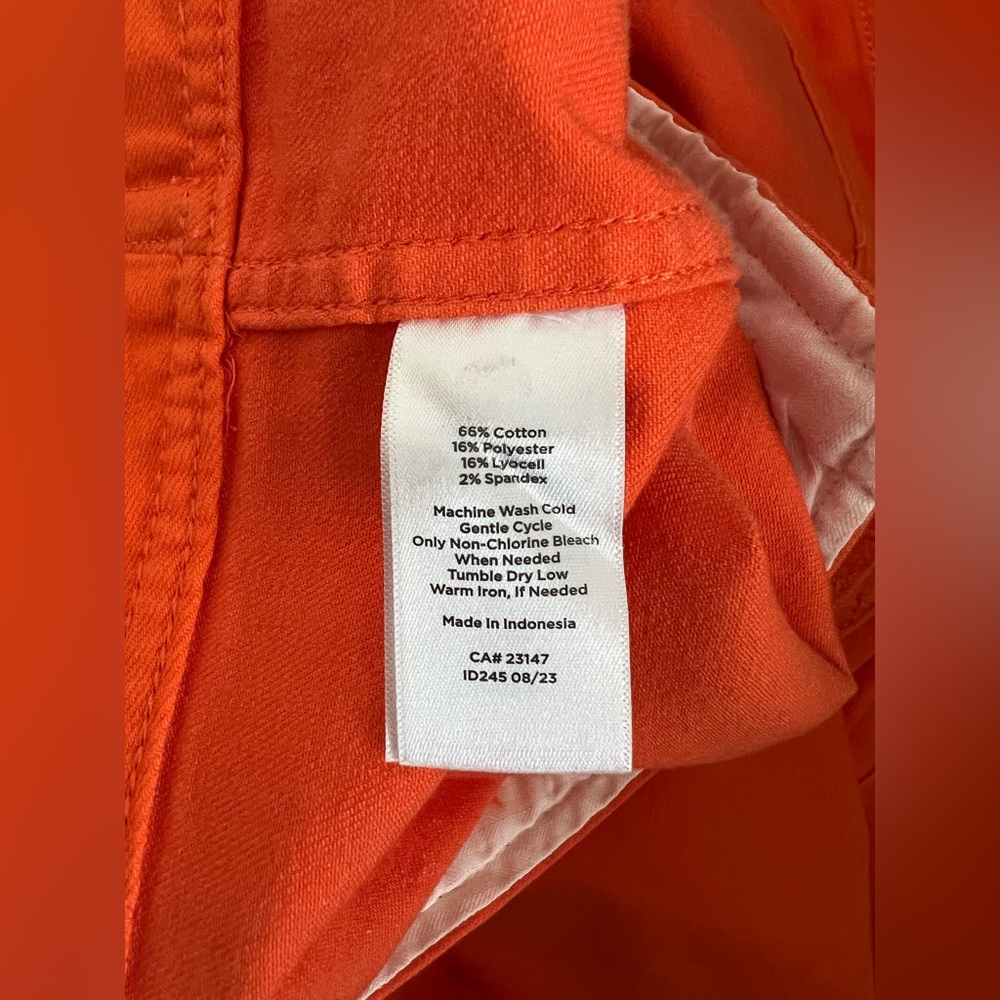 66% Cotton
16% Polyester
16% Lyocell
2% Spandex
Machine Wash Cold
Gentle Cycle
Only Non-Chlorine Bleach
When Needed
Tumble Dry Low
Warm Iron, If Needed
Made In Indonesia
CA# 23147
ID245 08/23